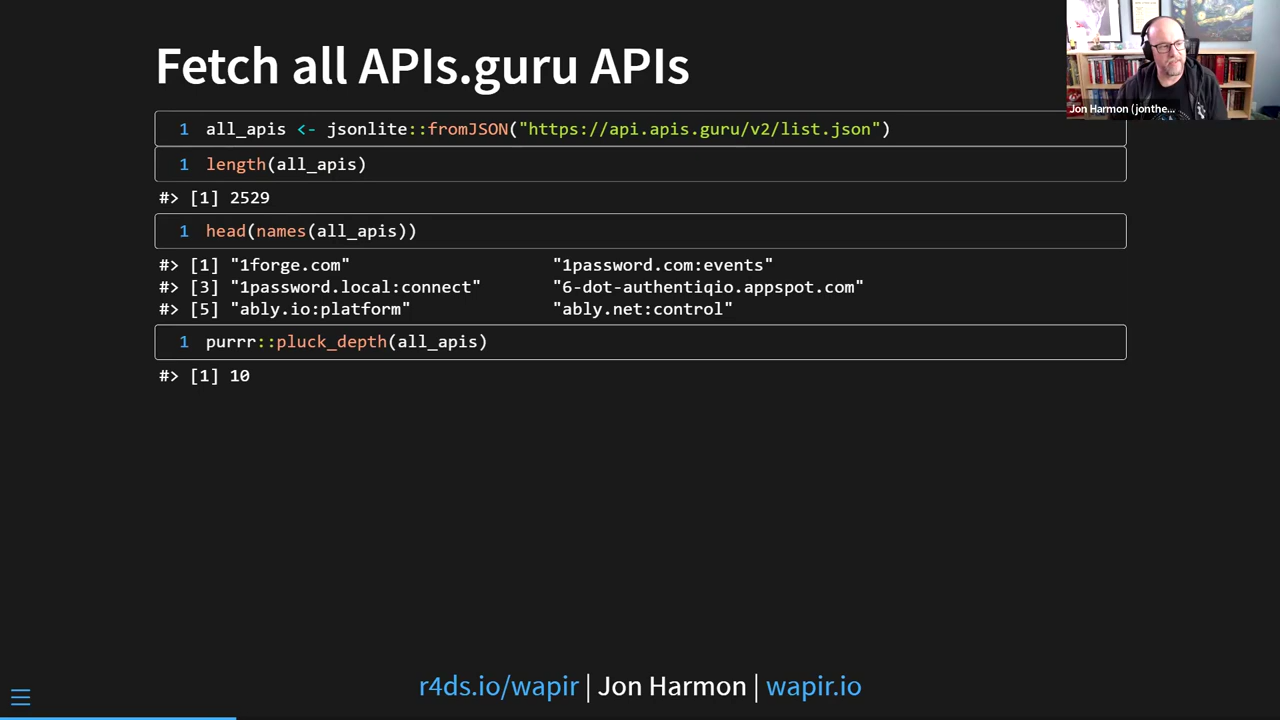 Fetch all APIs.guru APIs
Jon Harmon (jonthe...
1 all_apis <- jsonlite::fromJSON("https://api.apis.guru/v2/list.json")
1 length(all_apis)
#> [1] 2529
1 head(names(all_apis))
#> [1] "1forge.com" "1password.com:events"
#> [3] "1password.local:connect" "6-dot-authentiqio.appspot.com"
#> [5] "ably.io:platform" "ably.net:control"
1 purrr::pluck_depth(all_apis)
#> [1] 10
r4ds.io/wapir | Jon Harmon | wapir.io